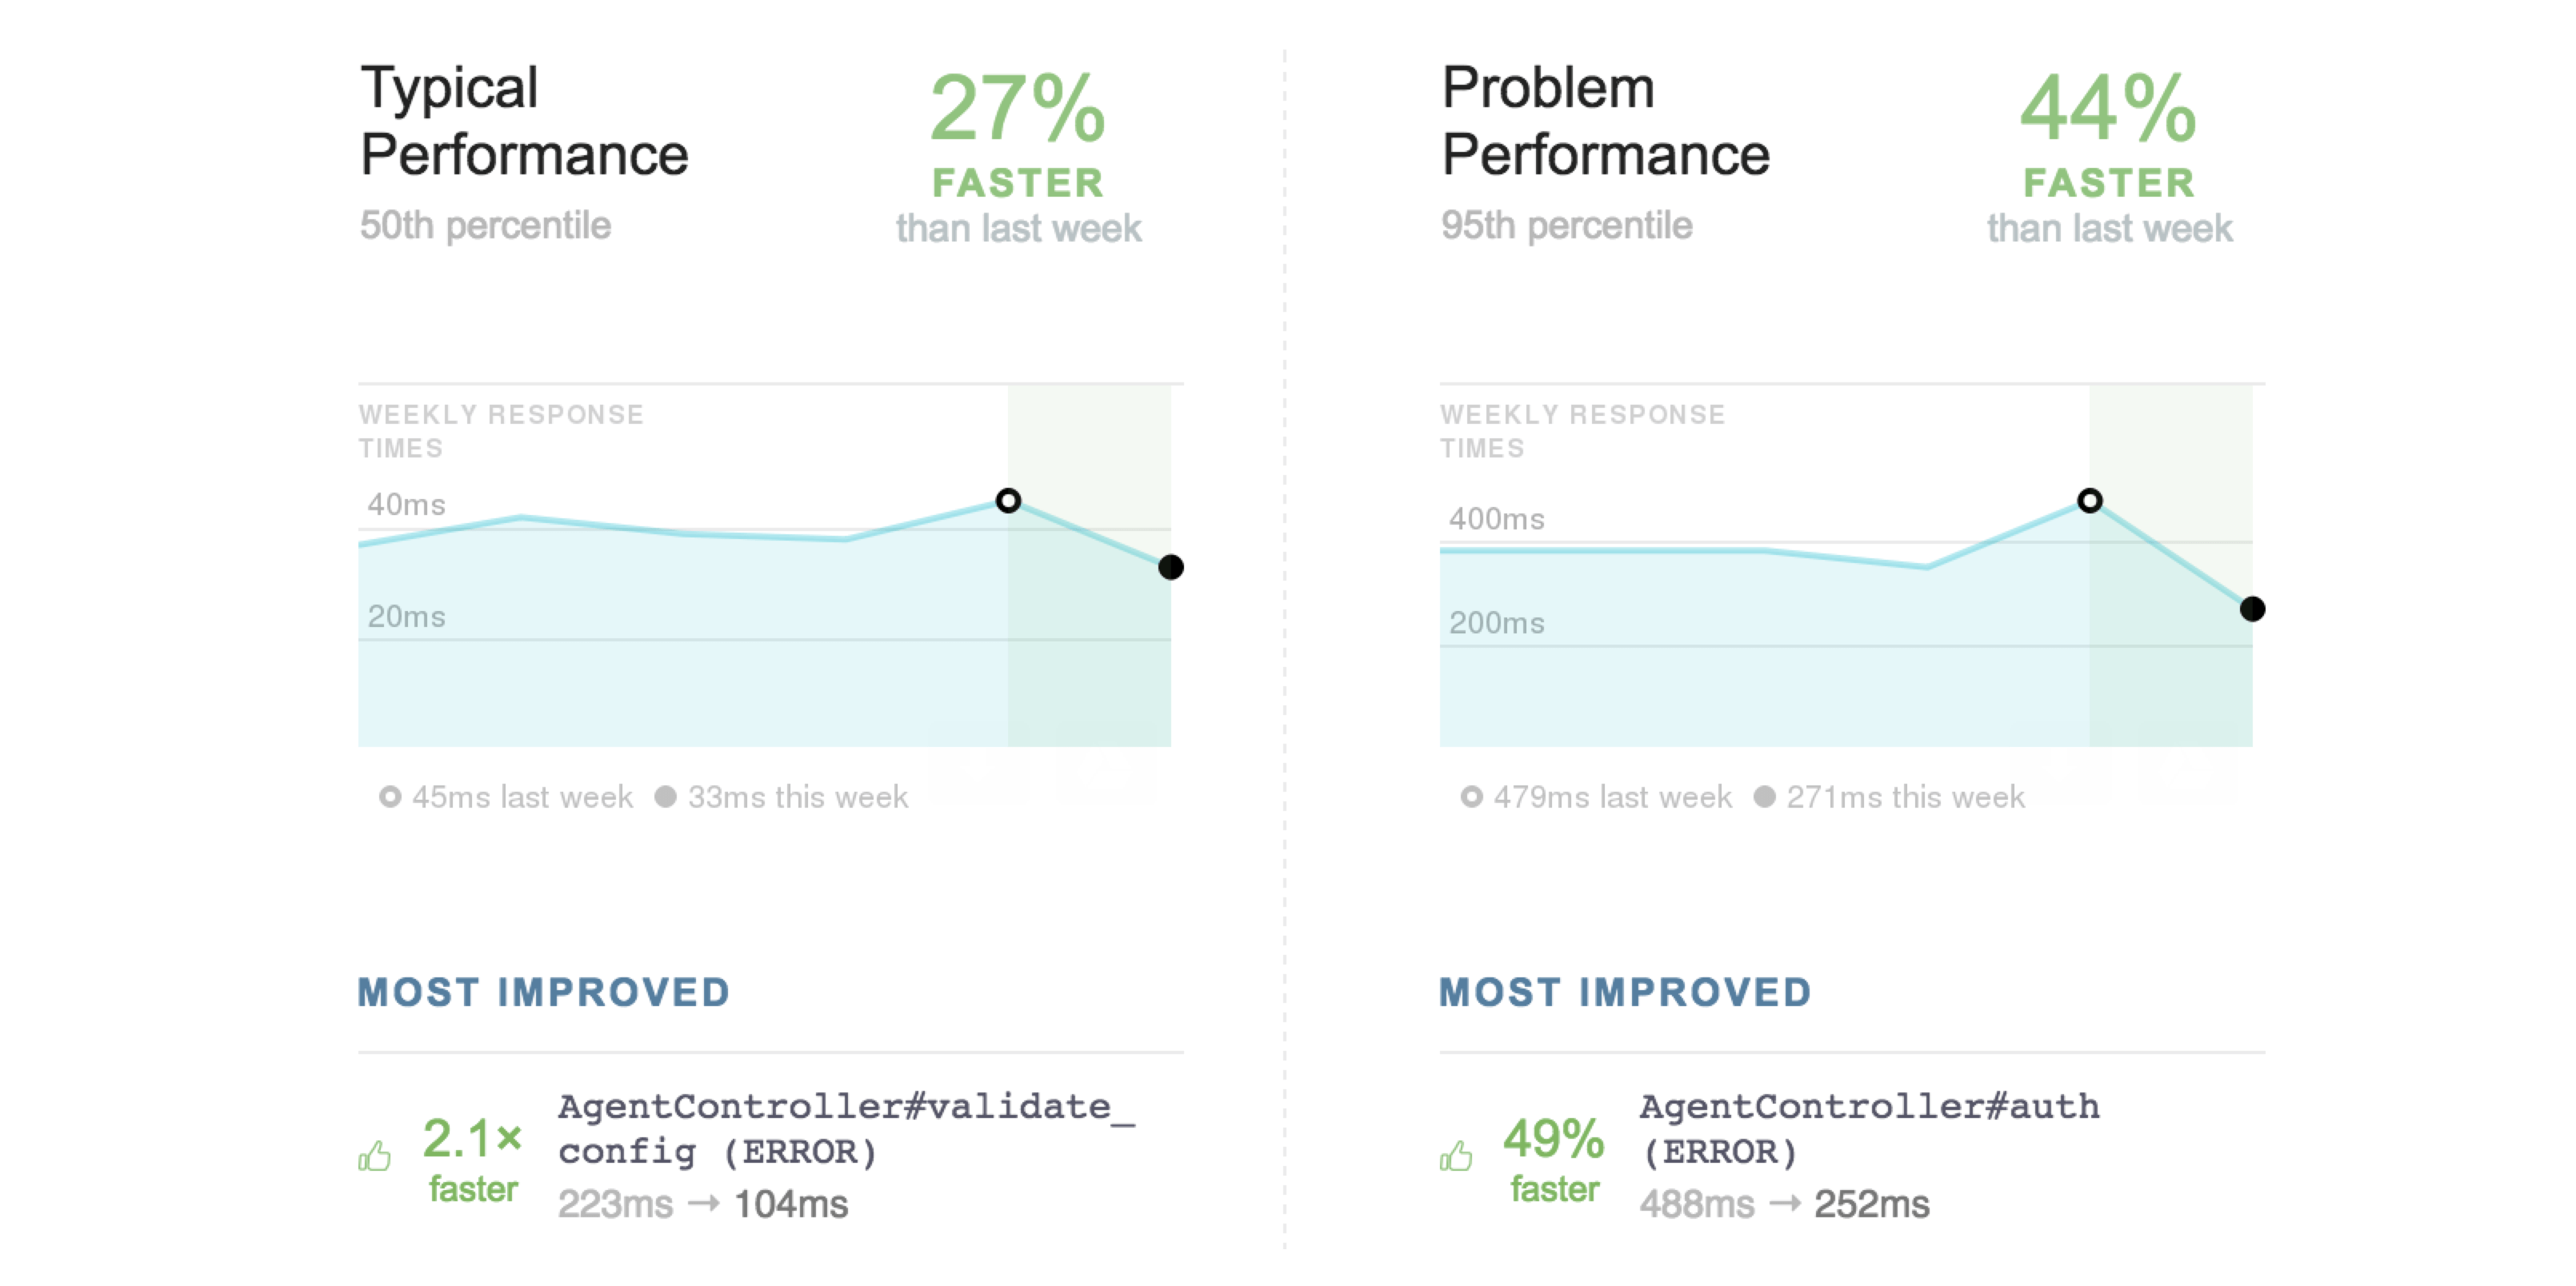 Typical
Performance
50th percentile
27%
FASTER
than last week
WEEKLY RESPONSE
TIMES
40ms
20ms
45ms last week 33ms this week
MOST IMPROVED
2.1×
faster
AgentController#validate_
config (ERROR)
223ms → 104ms
Problem
Performance
95th percentile
44%
FASTER
than last week
WEEKLY RESPONSE
TIMES
400ms
200ms
479ms last week 271ms this week
MOST IMPROVED
49%
faster
AgentController#auth
(ERROR)
488ms → 252ms